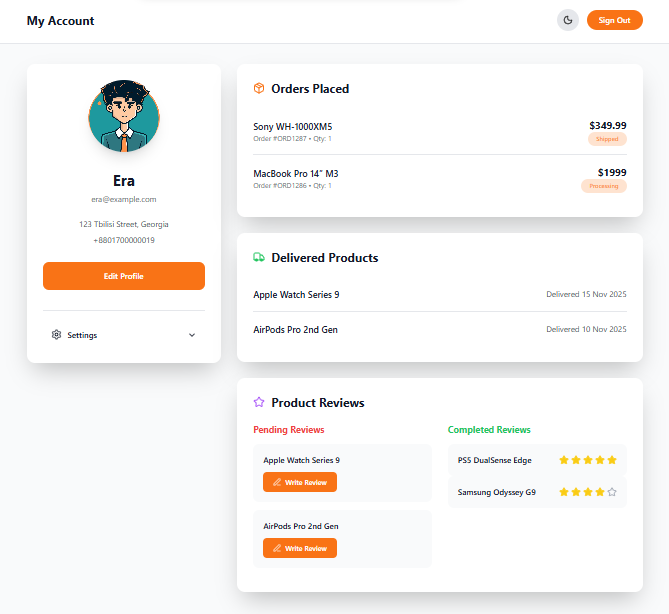 My Account
Sign Out
Era
era@example.com
123 Tbilisi Street, Georgia
+8801700000019
Edit Profile
Settings
Orders Placed
Sony WH-1000XM5
$349.99
Order #ORD1287 • Qty: 1
Shipped
MacBook Pro 14" M3
$1999
Order #ORD1286 • Qty: 1
Processing
Delivered Products
Apple Watch Series 9
Delivered 15 Nov 2025
AirPods Pro 2nd Gen
Delivered 10 Nov 2025
Product Reviews
Pending Reviews
Apple Watch Series 9
Write Review
AirPods Pro 2nd Gen
Write Review
Completed Reviews
PS5 DualSense Edge
Samsung Odyssey G9